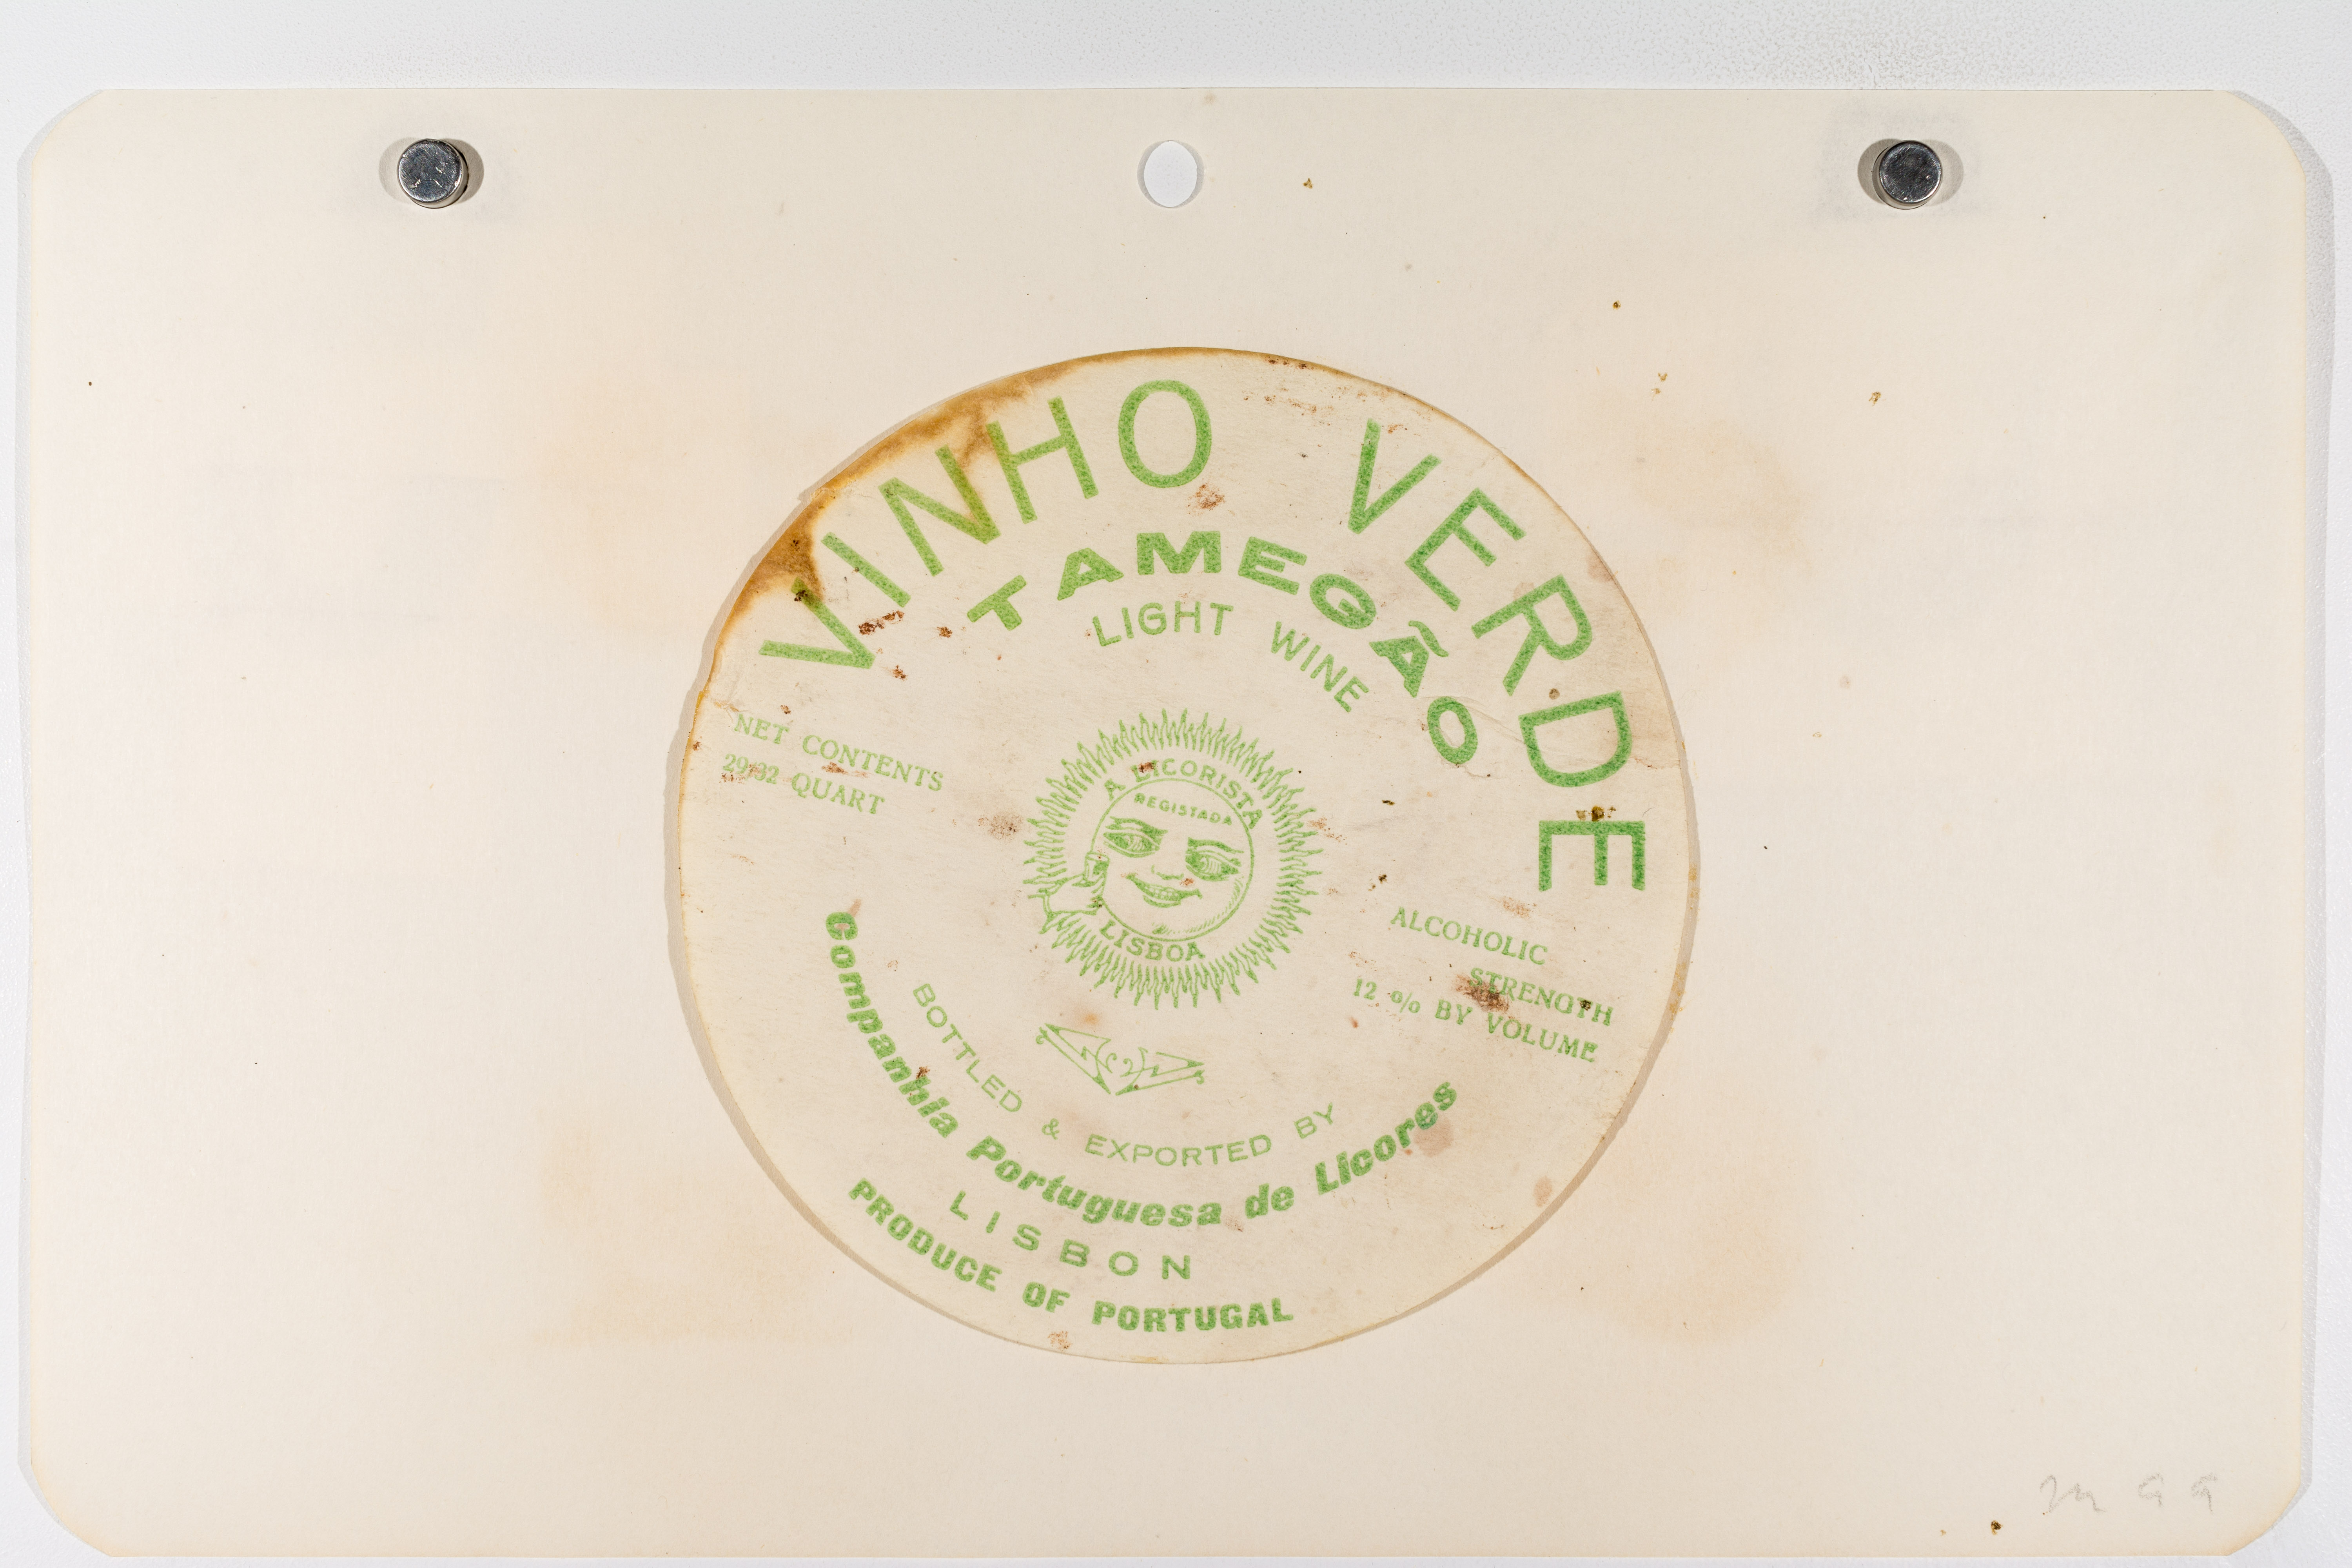 VINHO VERDE
TAMEGÃO
LIGHT WINE
NET CONTENTS
29/32 QUART
A LICORISTA
REGISTADA
LISBOA
ALCOHOLIC
STRENGTH
12 % BY VOLUME
BOTTLED & EXPORTED BY
Companhia Portuguesa de Licores
LISBON
PRODUCE OF PORTUGAL